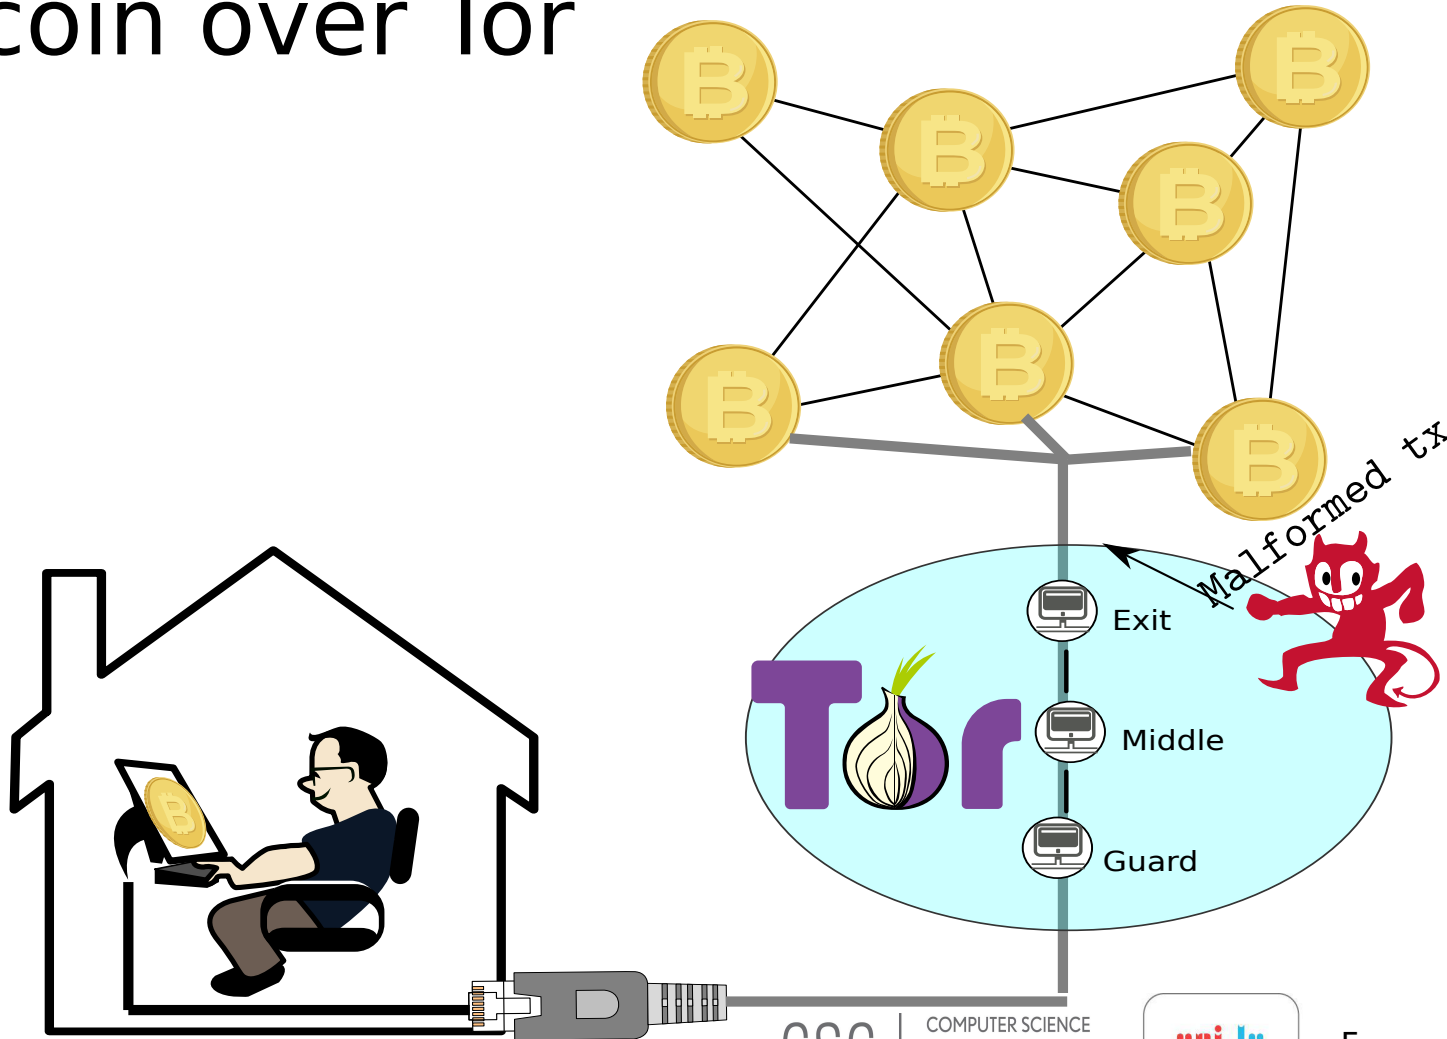 coin over Tor
Malformed tx
Exit
Tor
Middle
Guard
COMPUTER SCIENCE